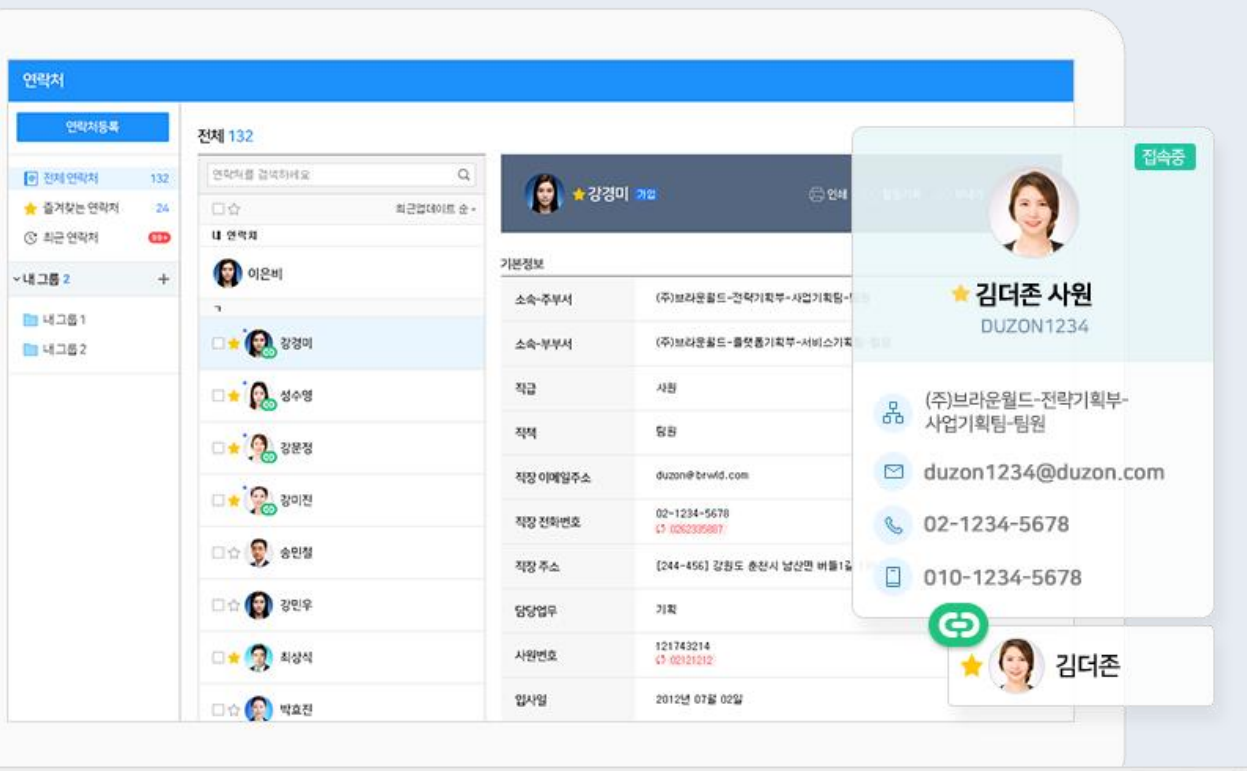 연락처
연락처등록
전체 연락처 132
즐겨찾는 연락처 24
최근 연락처 99+
내 그룹 2 +
내 그룹 1
내 그룹 2
전체 132
연락처를 검색하세요
최근업데이트 순
내 연락처
이은비
ㄱ
강경미
성수영
강문정
강미진
송민철
강민우
최상식
박효진
강경미 기업
인쇄
기본정보
소속-주부서 (주)브라운월드-전략기획부-사업기획팀-팀원
소속-부부서 (주)브라운월드-플랫폼기획부-서비스기획
직급 사원
직책 팀원
직장 이메일주소 duzon@brwld.com
직장 전화번호 02-1234-5678
0262335887
직장 주소 [244-456] 강원도 춘천시 남산면 버들1길
담당업무 기획
사원번호 121743214
02121212
입사일 2012년 07월 02일
접속중
김더존 사원
DUZON1234
(주)브라운월드-전략기획부-
사업기획팀-팀원
duzon1234@duzon.com
02-1234-5678
010-1234-5678
김더존